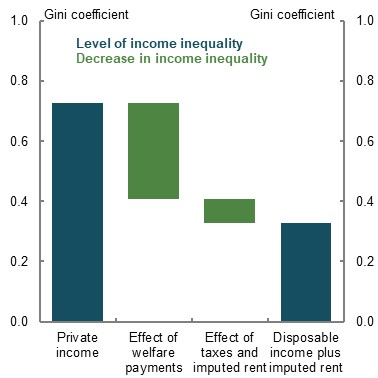 Gini coefficient Gini coefficient
1.0 1.0
Level of income inequality
Decrease in income inequality
0.8 0.8
0.6 0.6
0.4 0.4
0.2 0.2
0.0 0.0
Private income
Effect of welfare payments
Effect of taxes and imputed rent
Disposable income plus imputed rent